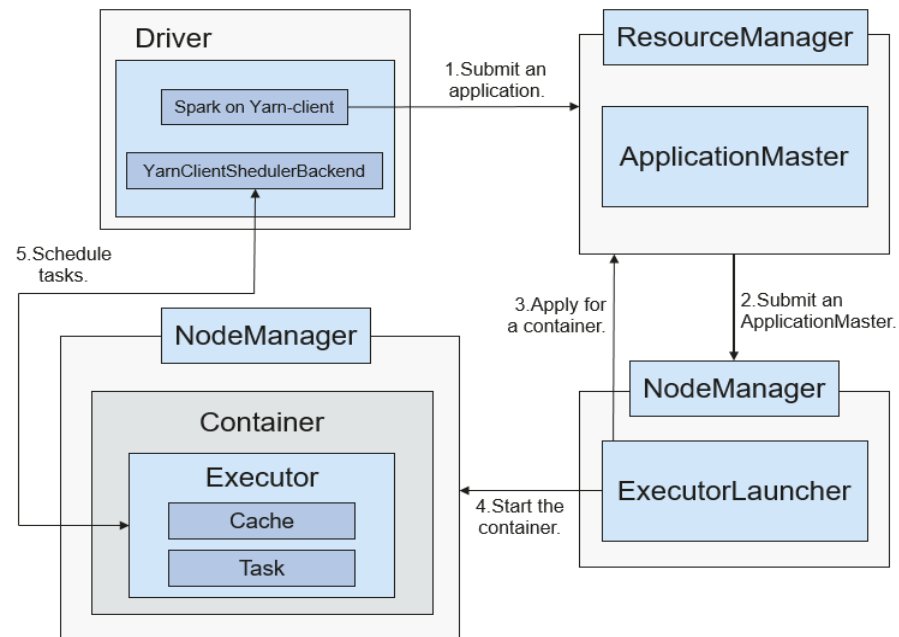 Driver
Spark on Yarn-client
YarnClientShedulerBackend
1.Submit an
application.
ResourceManager
ApplicationMaster
5.Schedule
tasks.
3.Apply for
a container.
2.Submit an
ApplicationMaster.
NodeManager
Container
Executor
Cache
Task
4.Start the
container.
NodeManager
ExecutorLauncher